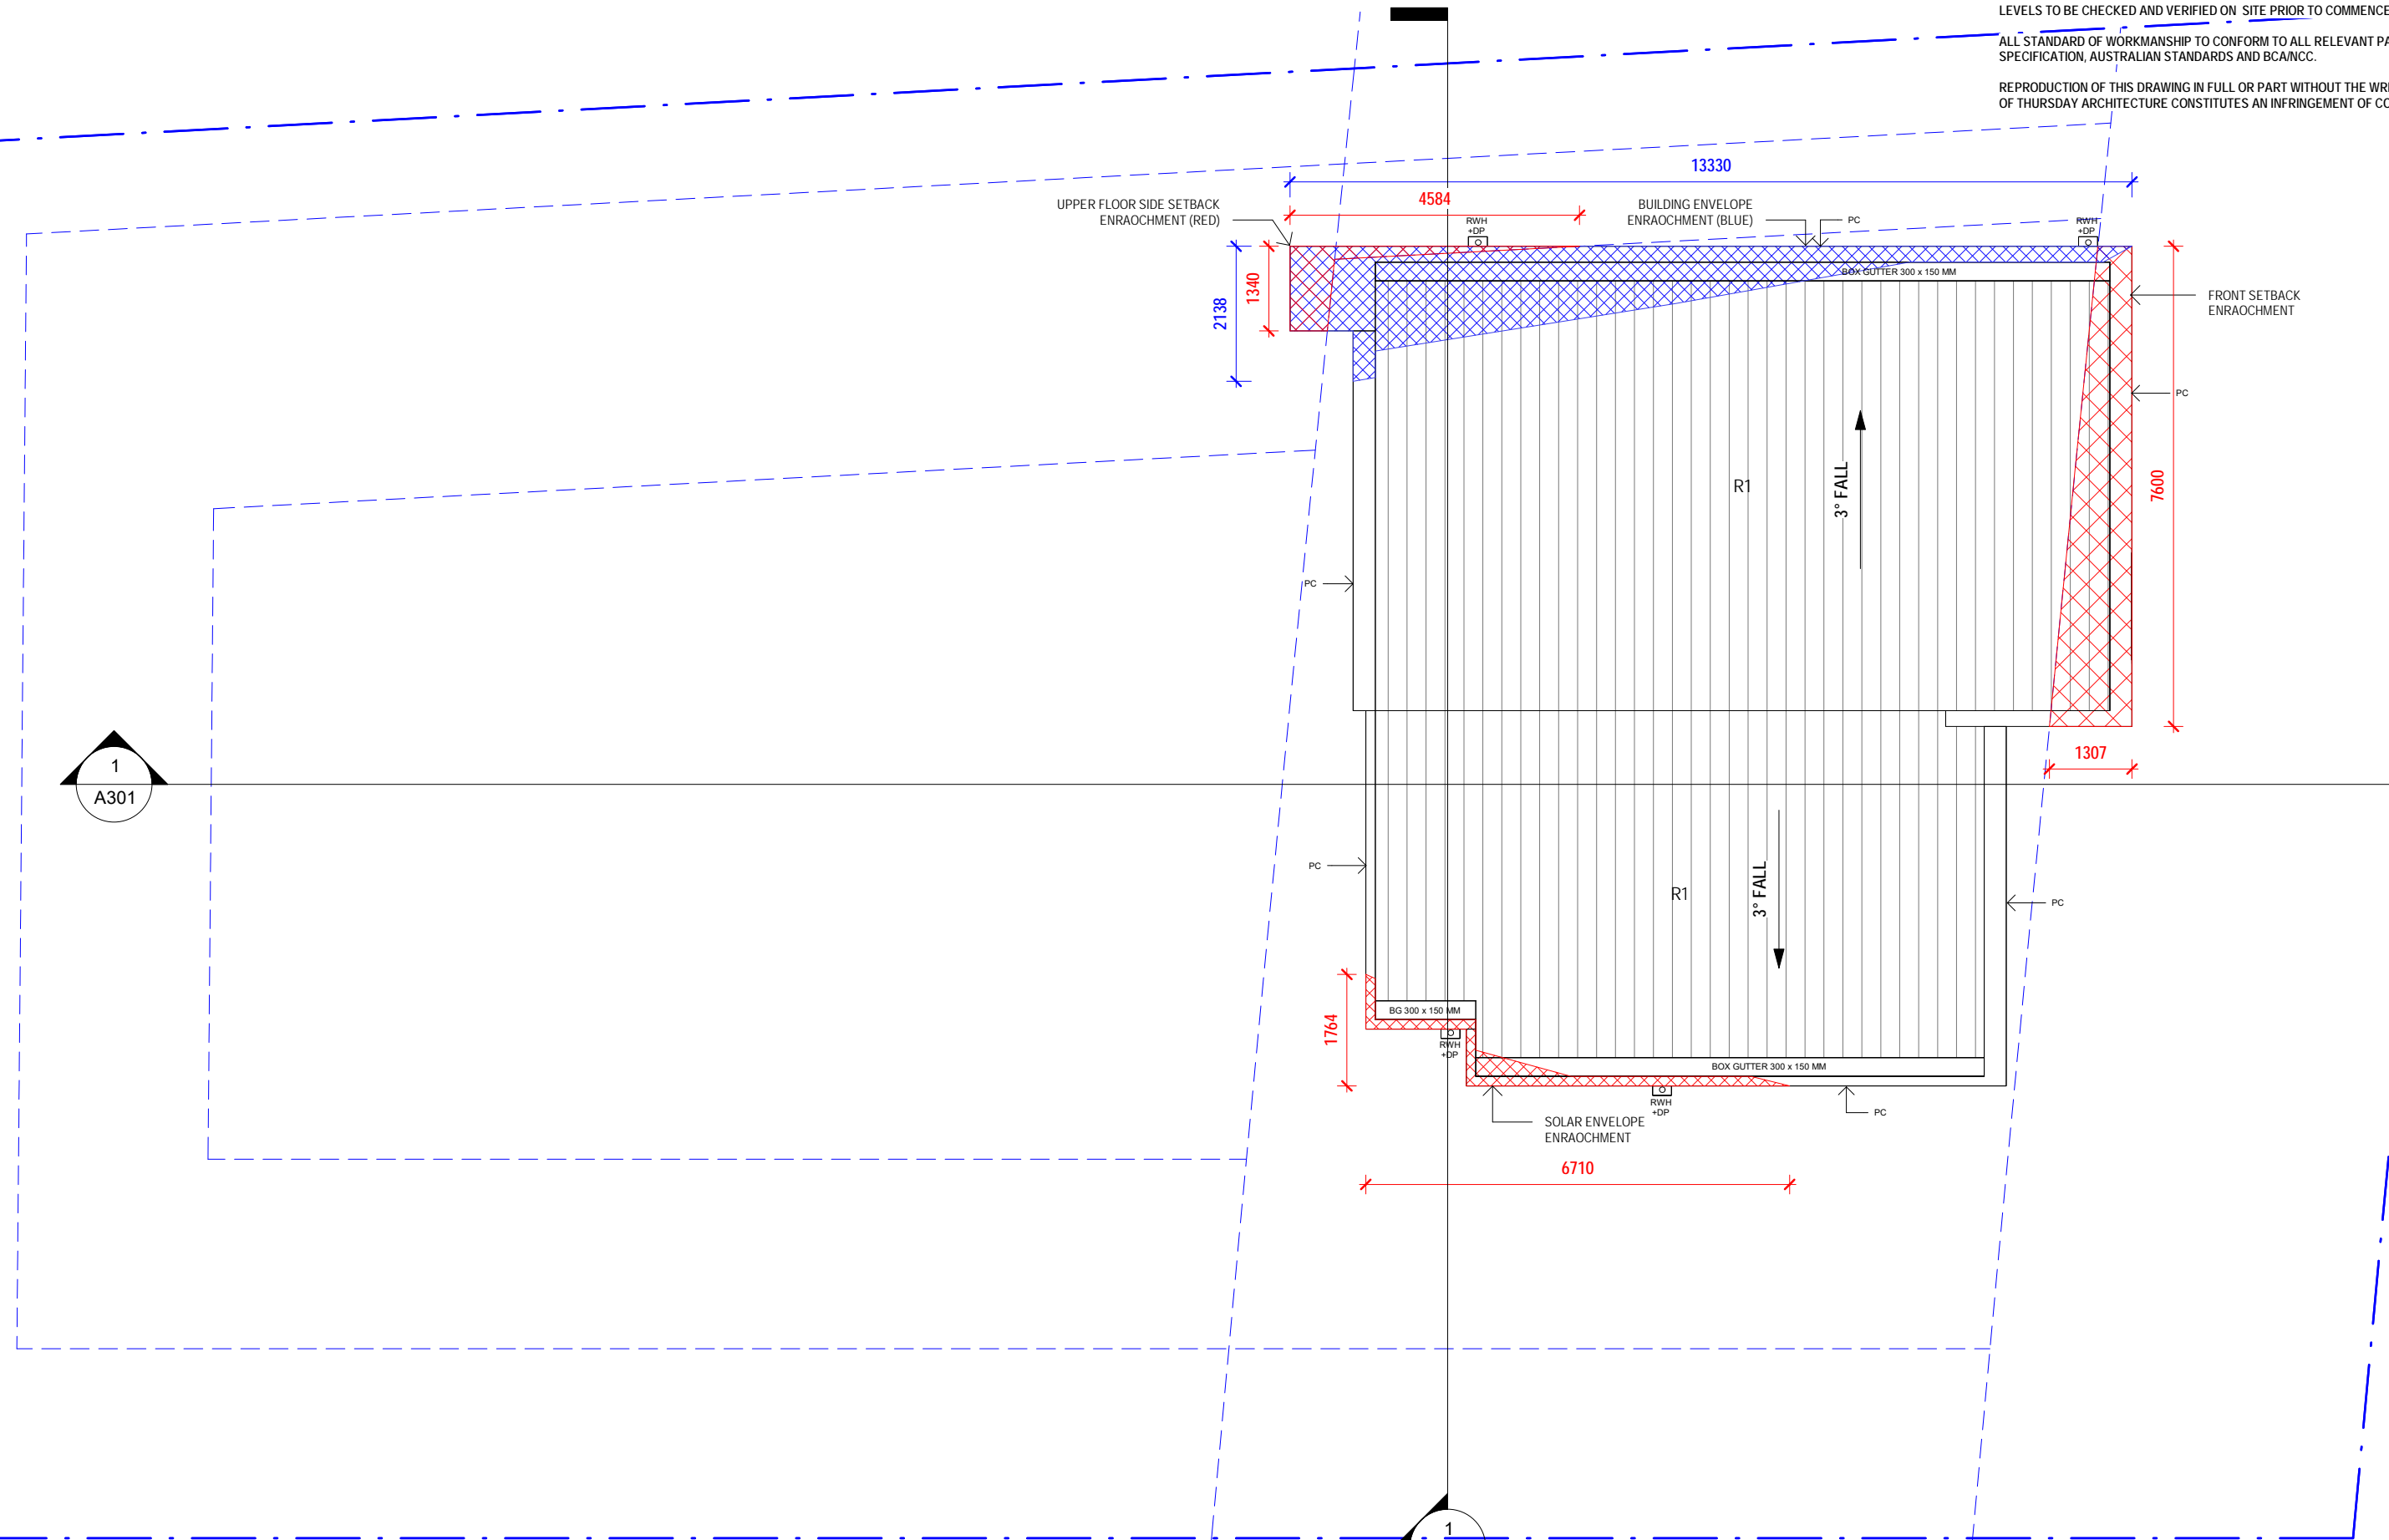 LEVELS TO BE CHECKED AND VERIFIED ON SITE PRIOR TO COMMENCE
ALL STANDARD OF WORKMANSHIP TO CONFORM TO ALL RELEVANT PA
SPECIFICATION, AUSTRALIAN STANDARDS AND BCA/NCC.
REPRODUCTION OF THIS DRAWING IN FULL OR PART WITHOUT THE WRI
OF THURSDAY ARCHITECTURE CONSTITUTES AN INFRINGEMENT OF CO
13330
4584
UPPER FLOOR SIDE SETBACK
ENRAOCHMENT (RED)
BUILDING ENVELOPE
ENRAOCHMENT (BLUE)
PC
RWH
+DP
RWH
+DP
BOX GUTTER 300 x 150 MM
1340
2138
FRONT SETBACK
ENRAOCHMENT
PC
R1
3° FALL
7600
PC
1307
1
A301
PC
R1
3° FALL
PC
BG 300 x 150 MM
1764
RWH
+DP
BOX GUTTER 300 x 150 MM
RWH
+DP
PC
SOLAR ENVELOPE
ENRAOCHMENT
6710
1